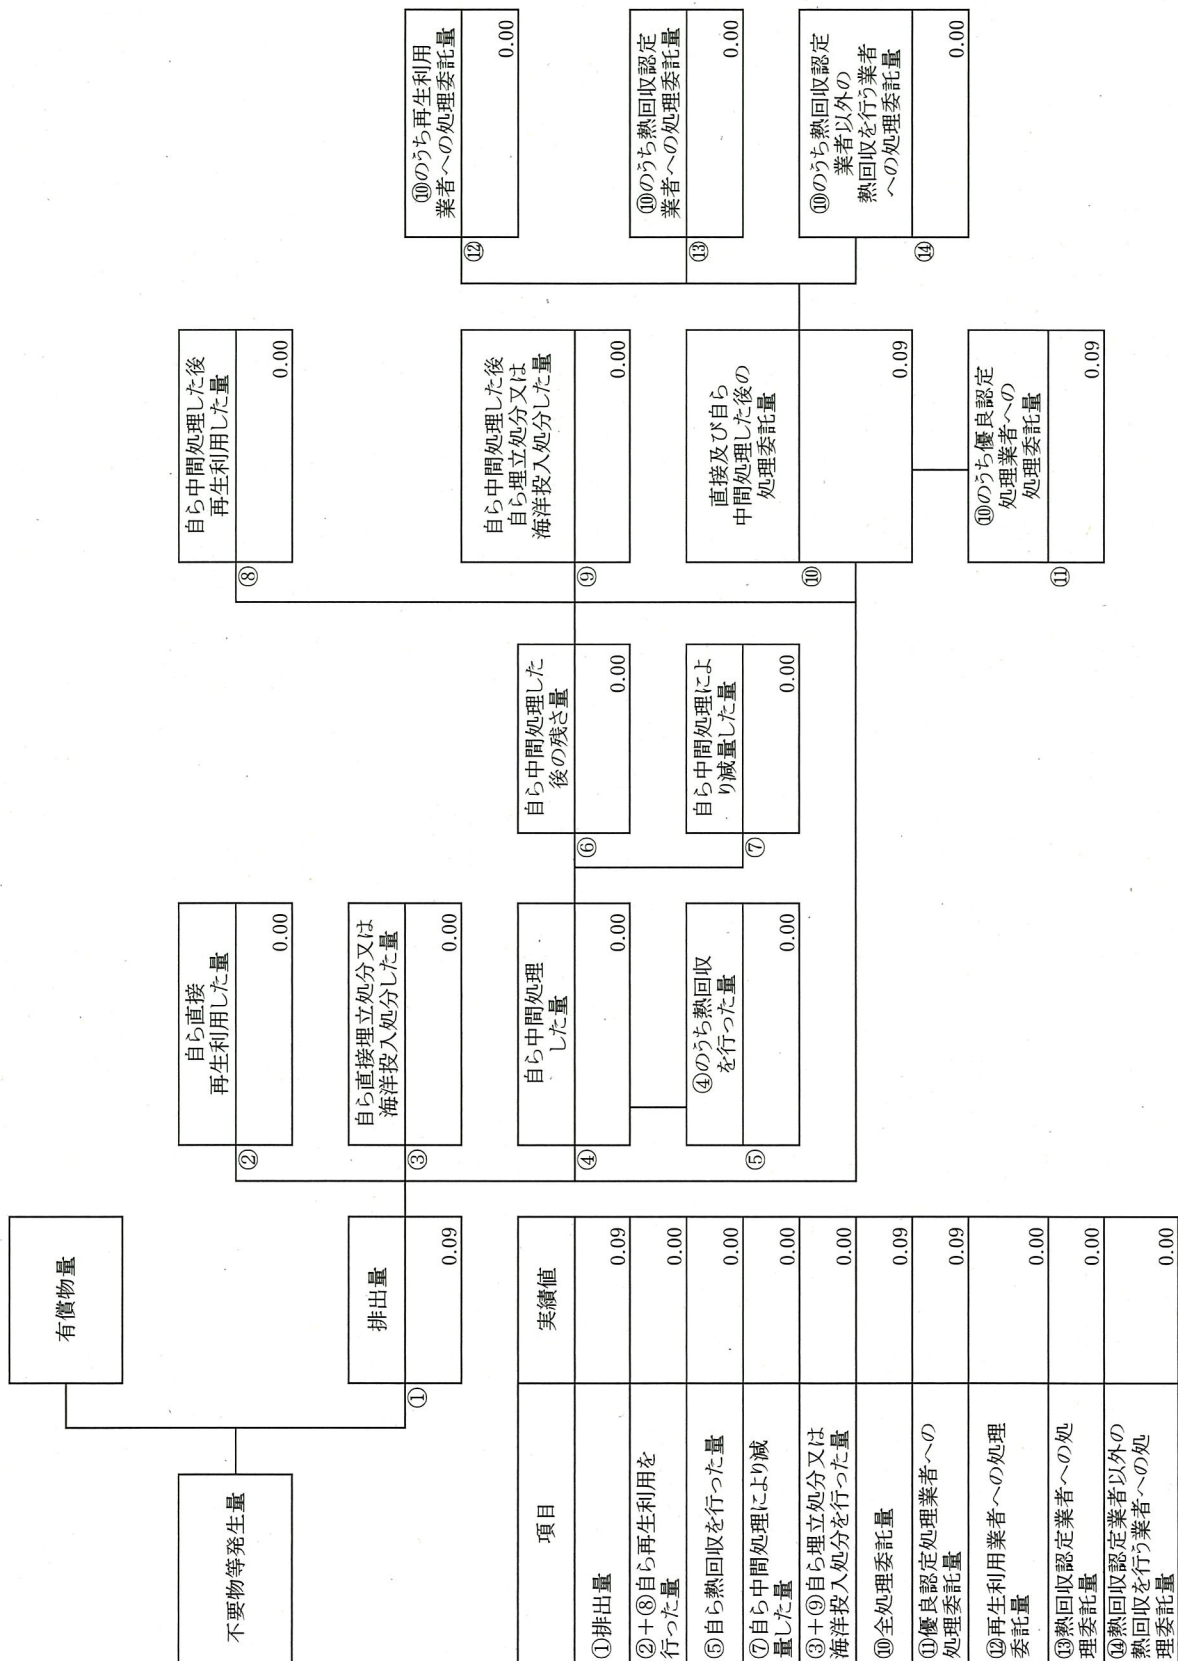 不要物等発生量
有償物量
①
排出量
0.09
②
自ら直接
再生利用した量
0.00
③
自ら直接埋立処分又は
海洋投入処分した量
0.00
④
自ら中間処理
した量
0.00
⑤
④のうち熱回収
を行った量
0.00
⑥
自ら中間処理した
後の残さ量
0.00
⑦
自ら中間処理によ
り減量した量
0.00
⑧
自ら中間処理した後
再生利用した量
0.00
⑨
自ら中間処理した後
自ら埋立処分又は
海洋投入処分した量
0.00
⑩
直接及び自ら
中間処理した後の
処理委託量
0.09
⑪
⑩のうち優良認定
処理業者への
処理委託量
0.09
⑫
⑩のうち再生利用
業者への処理委託量
0.00
⑬
⑩のうち熱回収認定
業者への処理委託量
0.00
⑭
⑩のうち熱回収認定
業者以外の
熱回収を行う業者
への処理委託量
0.00
項目 実績値
①排出量 0.09
②+⑧自ら再生利用を
行った量 0.00
⑤自ら熱回収を行った量 0.00
⑦自ら中間処理により減
量した量 0.00
③+⑨自ら埋立処分又は
海洋投入処分を行った量 0.00
⑩全処理委託量 0.09
⑪優良認定処理業者への
処理委託量 0.09
⑫再生利用業者への処理
委託量 0.00
⑬熱回収認定業者への処
理委託量 0.00
⑭熱回収認定業者以外の
熱回収を行う業者への処
理委託量 0.00